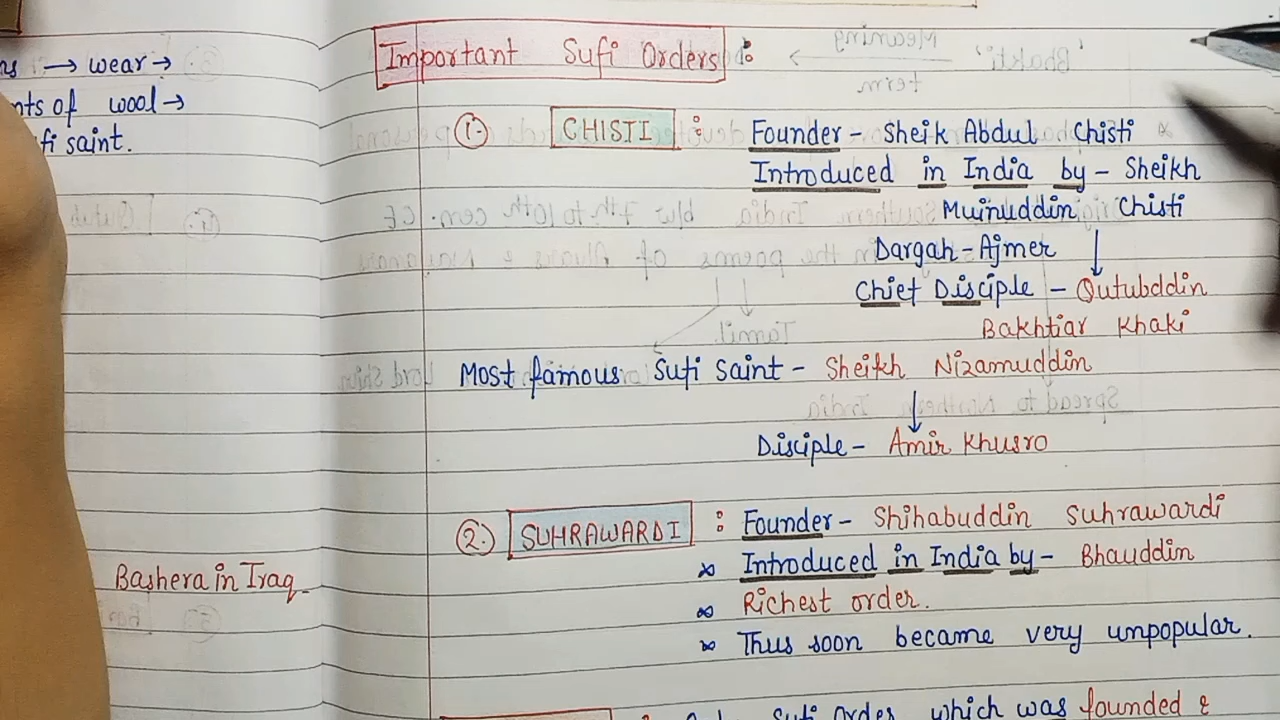 → wear →
of wool →
saint.
Bashera in Iraq.
Important Sufi Orders :
1. CHISTI : Founder - Sheik Abdul Chisti
Introduced in India by - Sheikh
Muinuddin Chisti
Dargah - Ajmer ↓
Chief Disciple - Qutubddin
Bakhtiar Khaki
Most famous Sufi Saint - Sheikh Nizamuddin
↓
Disciple - Amir Khusro
2. SUHRAWARDI : Founder - Shihabuddin Suhrawardi
Introduced in India by - Bhauddin
Richest order.
Thus soon became very unpopular.
Sufi Order which was founded &